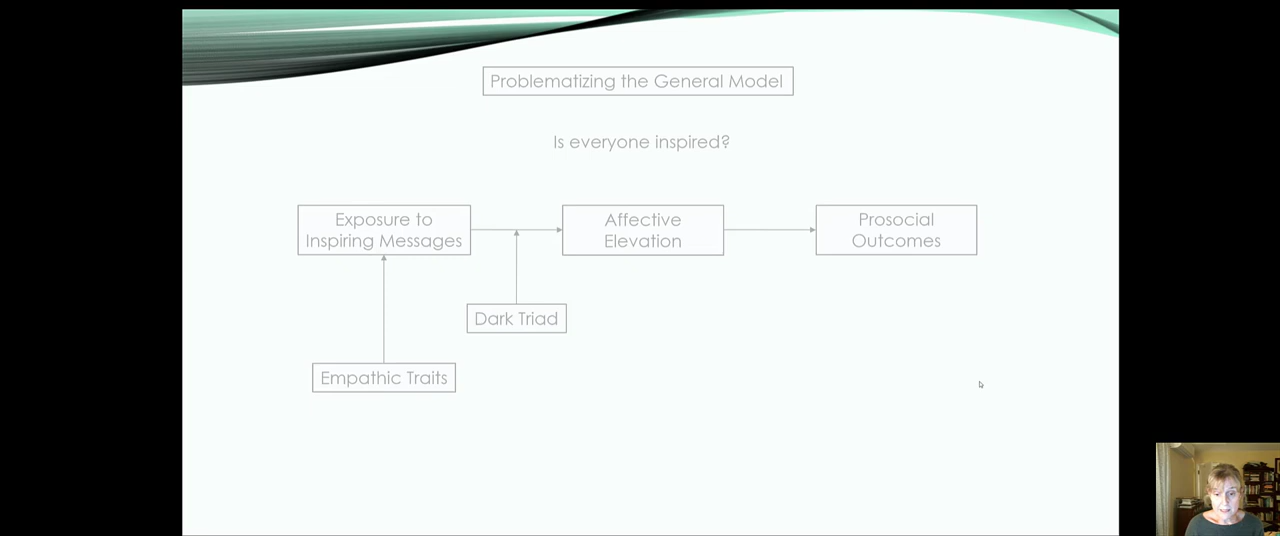 Problematizing the General Model
Is everyone inspired?
Exposure to
Inspiring Messages
Affective
Elevation
Prosocial
Outcomes
Dark Triad
Empathic Traits